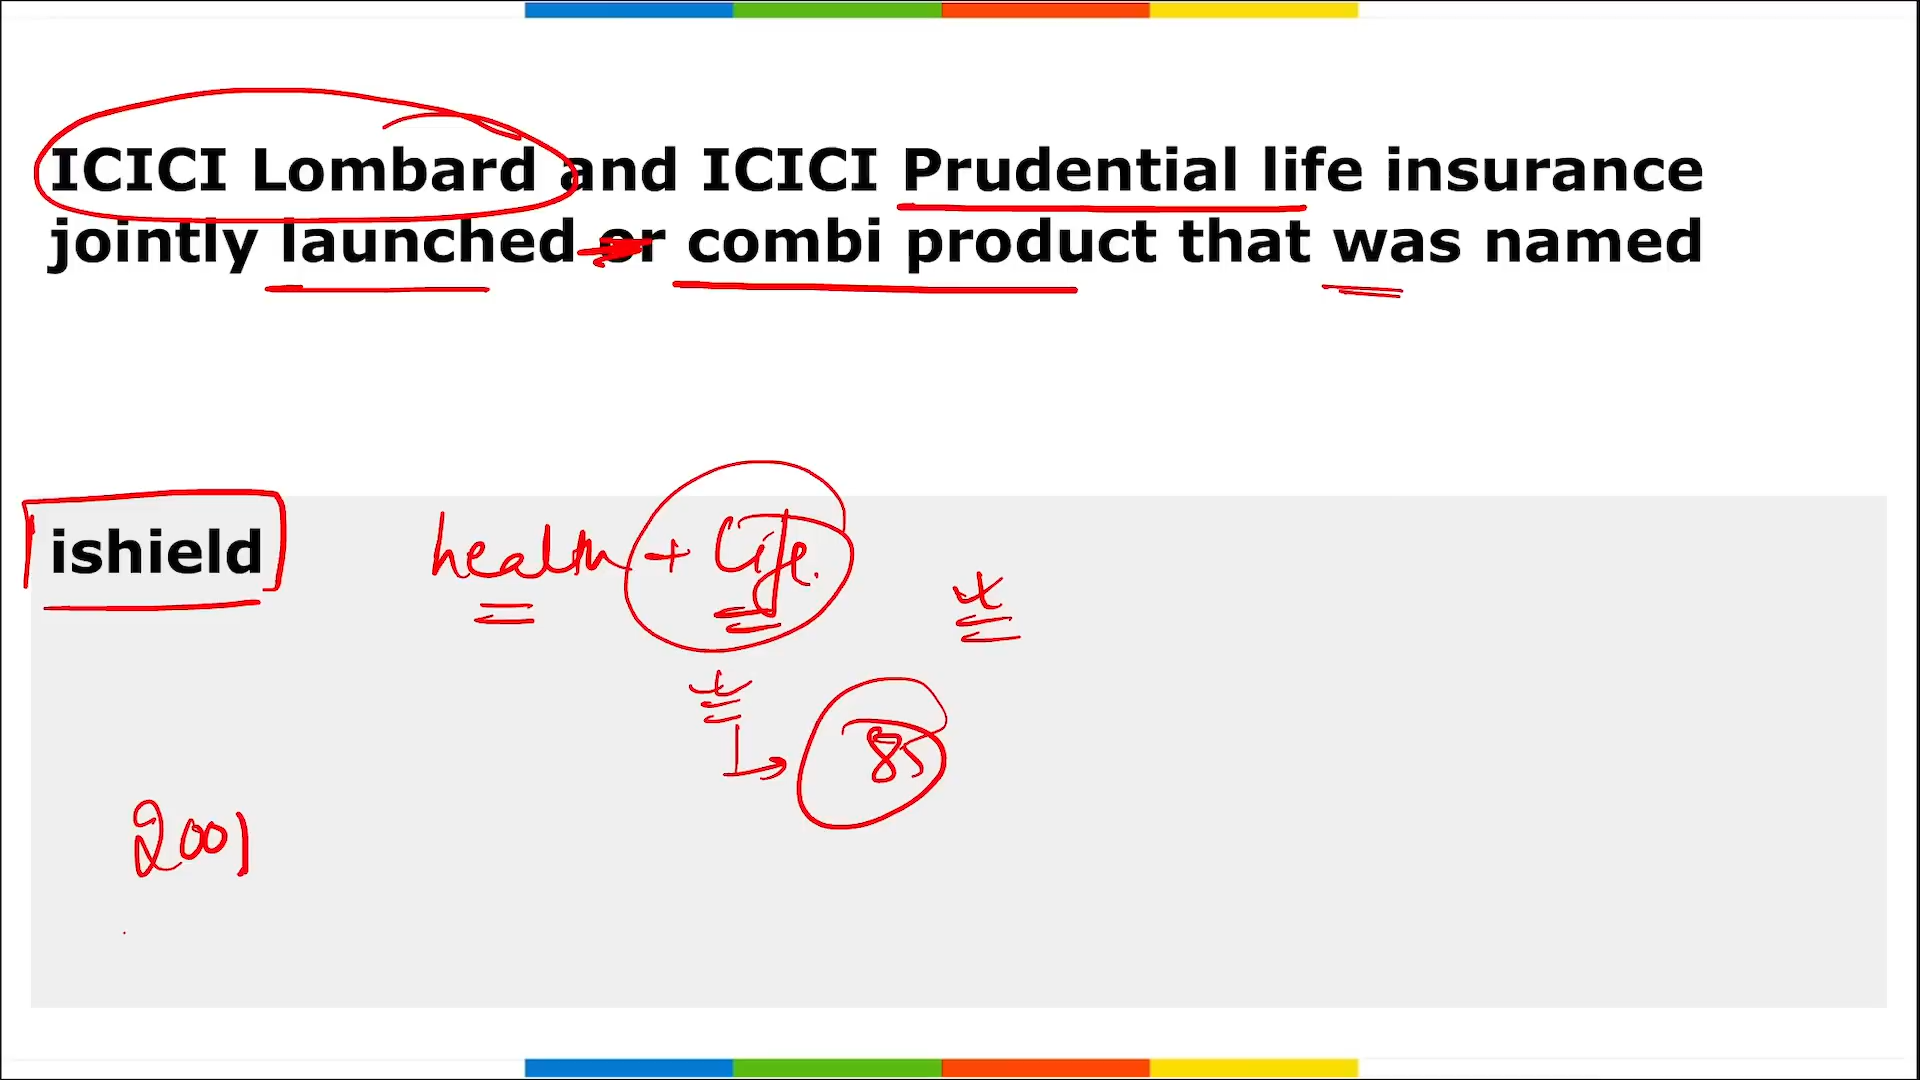 ICICI Lombard and ICICI Prudential life insurance
jointly launched or combi product that was named
ishield
health + Life.
85
2001